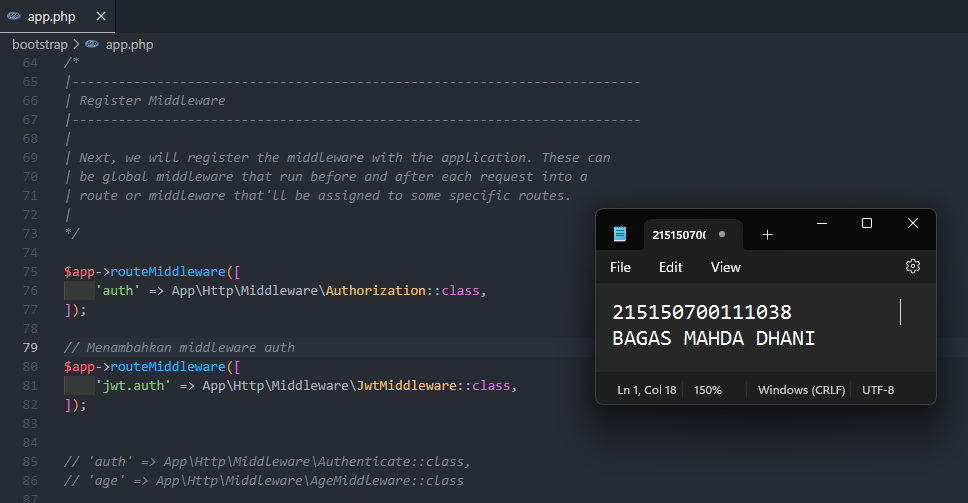 app.php
bootstrap > app.php
64 /*
65 |--------------------------------------------------------------------------
66 | Register Middleware
67 |--------------------------------------------------------------------------
68 |
69 | Next, we will register the middleware with the application. These can
70 | be global middleware that run before and after each request into a
71 | route or middleware that'll be assigned to some specific routes.
72 |
73 */
74
75 $app->routeMiddleware([
76     'auth' => App\Http\Middleware\Authorization::class,
77 ]);
78
79 // Menambahkan middleware auth
80 $app->routeMiddleware([
81     'jwt.auth' => App\Http\Middleware\JwtMiddleware::class,
82 ]);
83
84
85 // 'auth' => App\Http\Middleware\Authenticate::class,
86 // 'age' => App\Http\Middleware\AgeMiddleware::class
87
215150700
File Edit View
215150700111038
BAGAS MAHDA DHANI
Ln 1, Col 18 150% Windows (CRLF) UTF-8